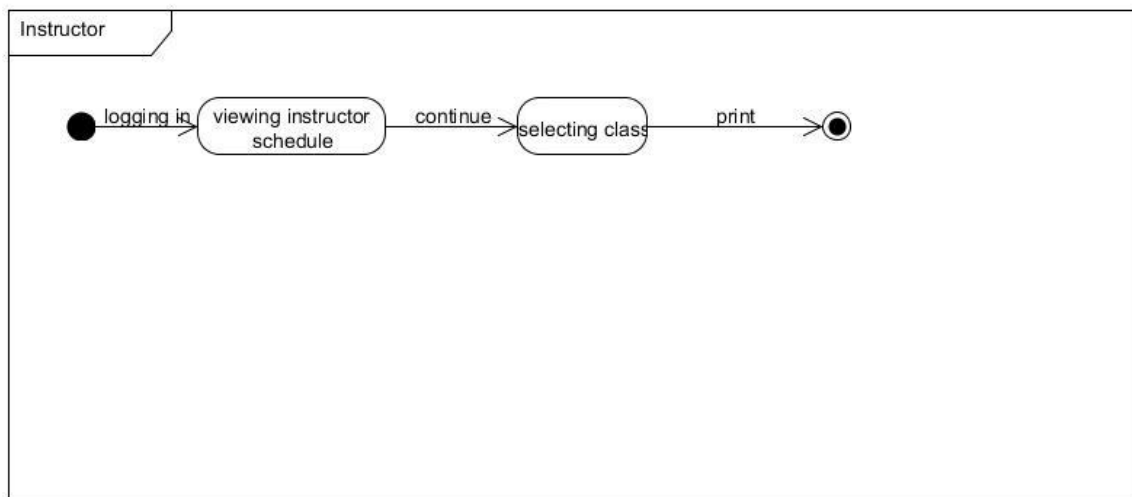 Instructor
logging in
viewing instructor
schedule
continue
selecting class
print